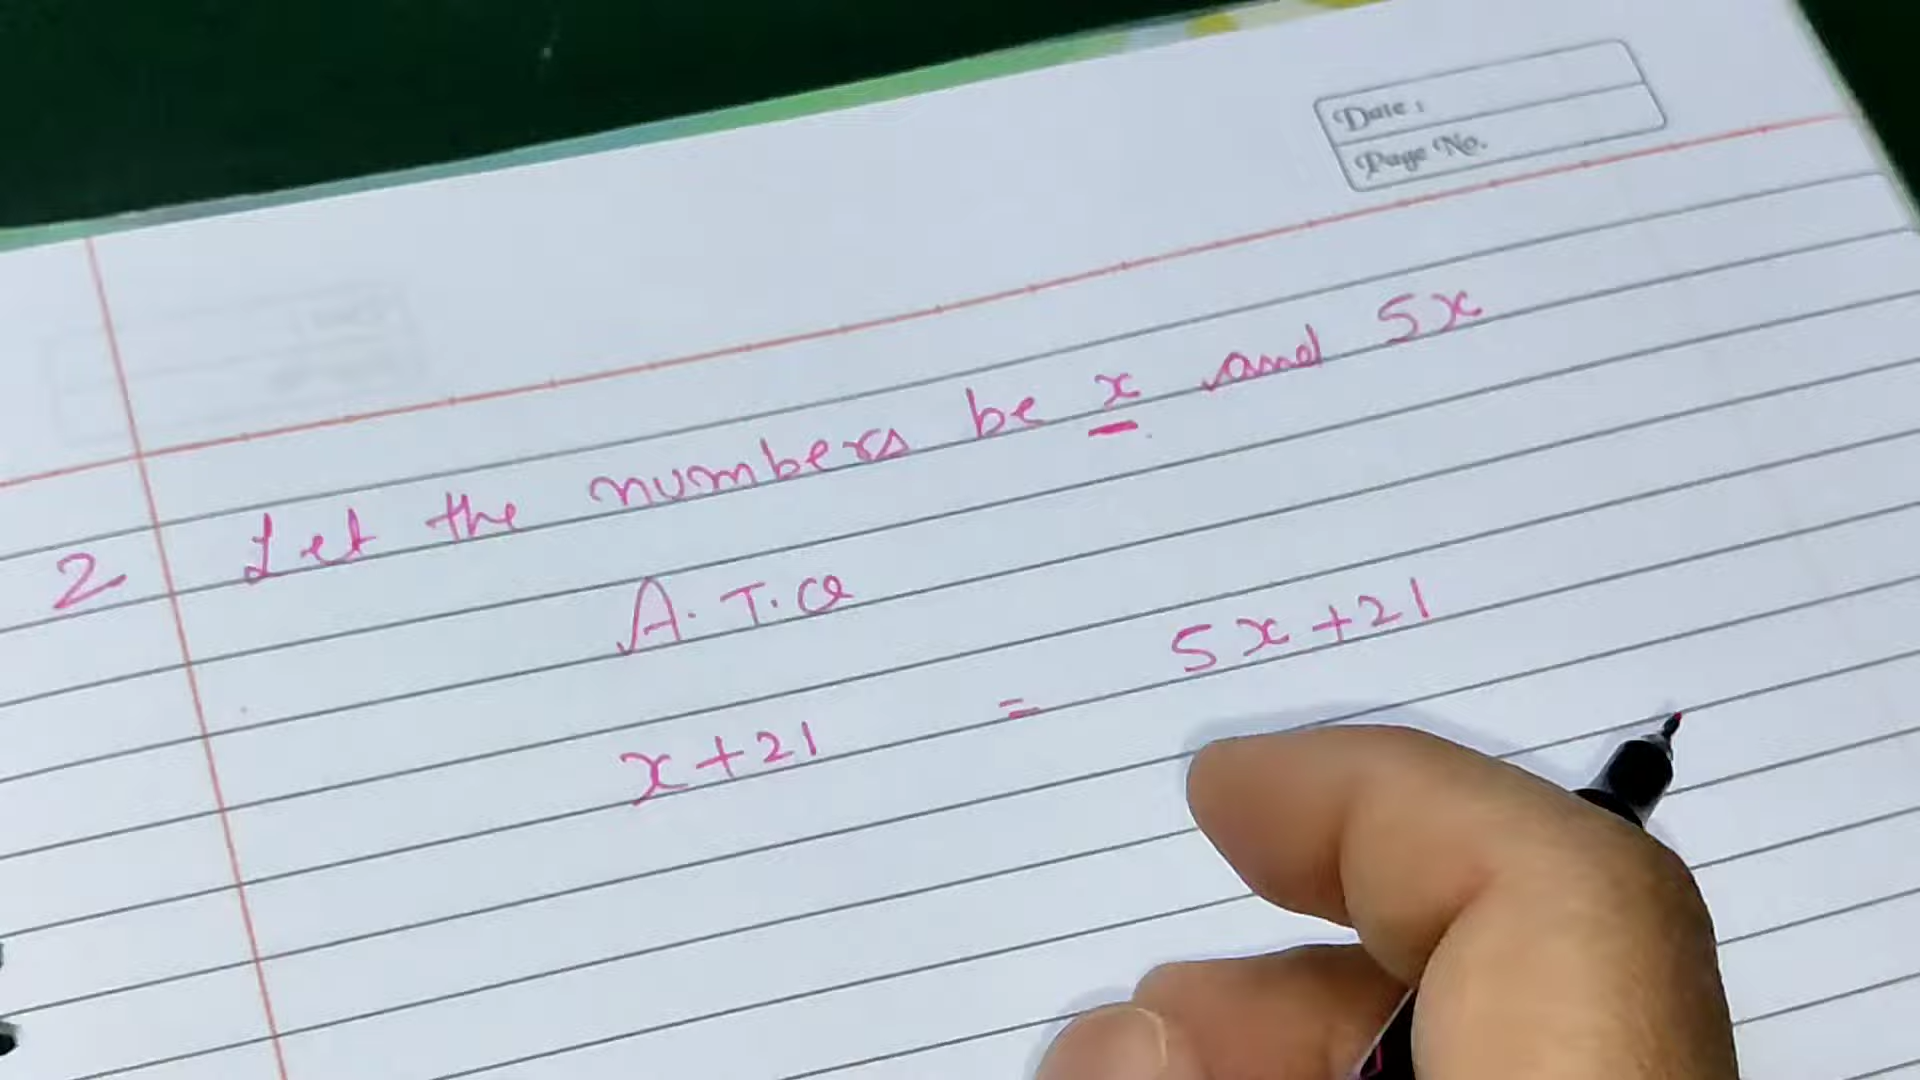 Date :
Page No.
2 Let the numbers be x and 5x
A.T.Q
x+21 = 5x+21